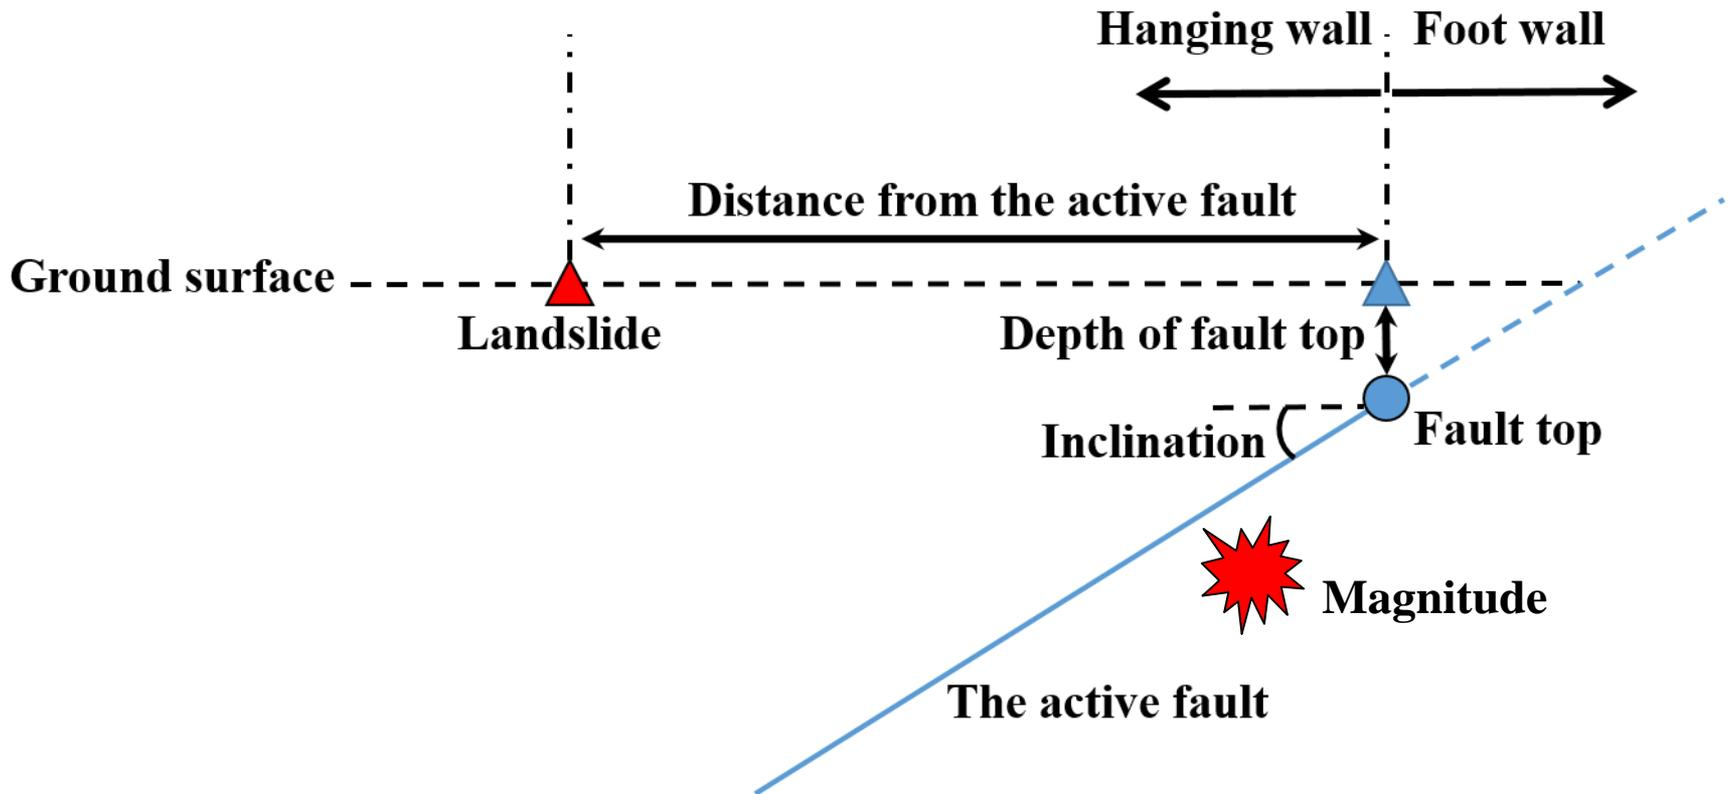 Hanging wall
Foot wall
Distance from the active fault
Ground surface
Landslide
Depth of fault top
Inclination
Fault top
Magnitude
The active fault